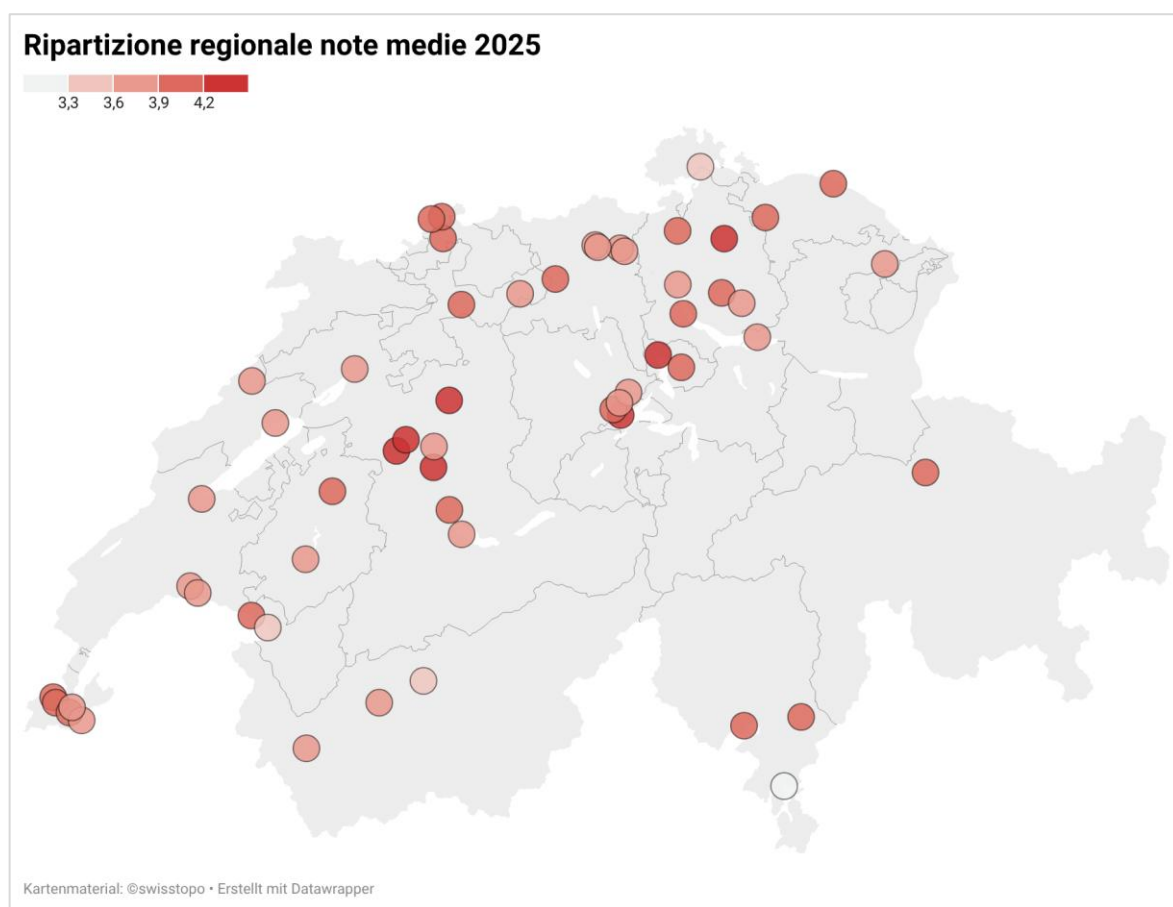 Ripartizione regionale note medie 2025
3,3 3,6 3,9 4,2
Kartenmaterial: ©swisstopo • Erstellt mit Datawrapper